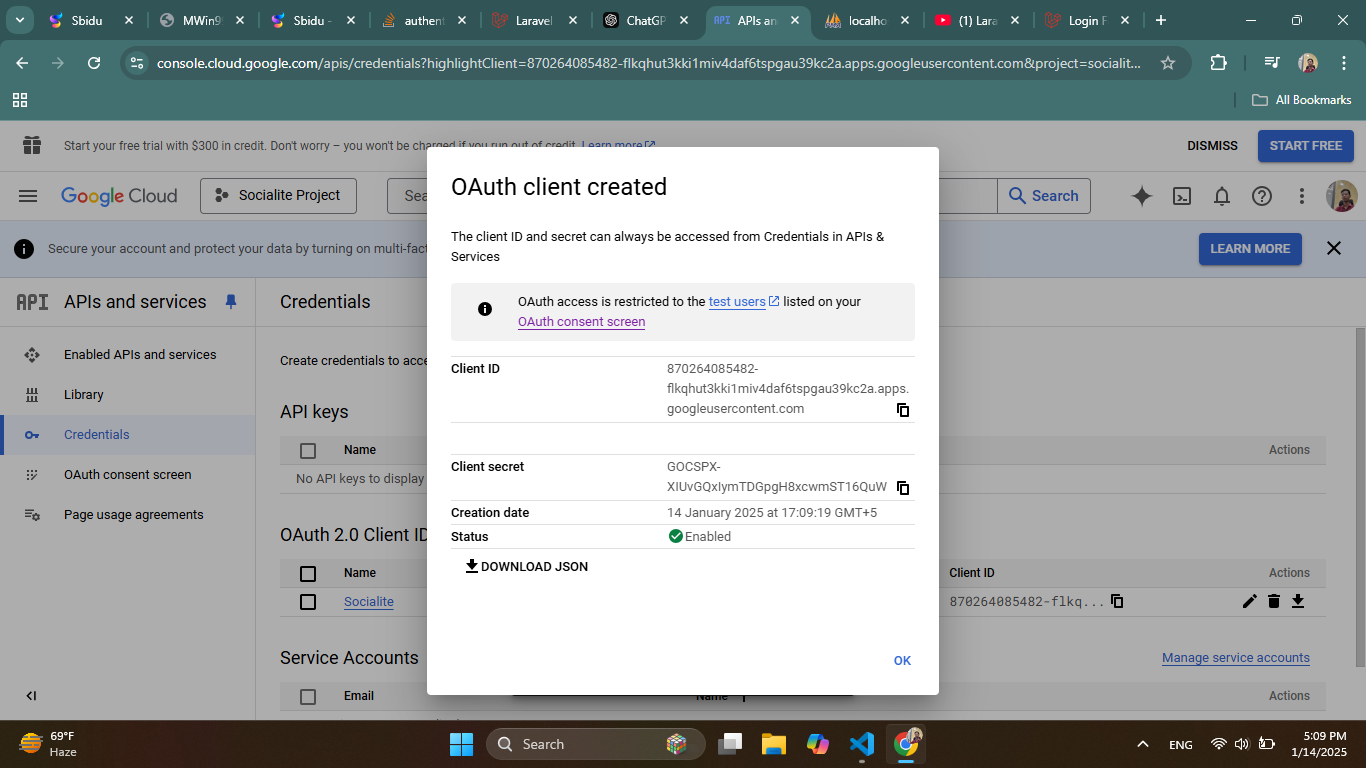 Sbidu
MWin9
Sbidu -
authent
Laravel
ChatGP
APIs and
localho
(1) Lara
Login F
console.cloud.google.com/apis/credentials?highlightClient=870264085482-flkqhut3kki1miv4daf6tspgau39kc2a.apps.googleusercontent.com&project=socialit...
All Bookmarks
Start your free trial with $300 in credit. Don't worry – you won't be charged if you run out of credit. Learn more
DISMISS
START FREE
Google Cloud
Socialite Project
Sea
Search
Secure your account and protect your data by turning on multi-fact
LEARN MORE
API
APIs and services
Credentials
Enabled APIs and services
Library
Credentials
OAuth consent screen
Page usage agreements
Create credentials to acce
API keys
Name
Actions
No API keys to display
OAuth 2.0 Client ID
Name
Client ID
Actions
Socialite
870264085482-flkq...
Service Accounts
Manage service accounts
Email
Name
Actions
OAuth client created
The client ID and secret can always be accessed from Credentials in APIs &
Services
OAuth access is restricted to the test users listed on your
OAuth consent screen
Client ID
870264085482-
flkqhut3kki1miv4daf6tspgau39kc2a.apps.
googleusercontent.com
Client secret
GOCSPX-
XIUvGQxIymTDGpgH8xcwmST16QuW
Creation date
14 January 2025 at 17:09:19 GMT+5
Status
Enabled
DOWNLOAD JSON
OK
69°F
Haze
Search
ENG
5:09 PM
1/14/2025